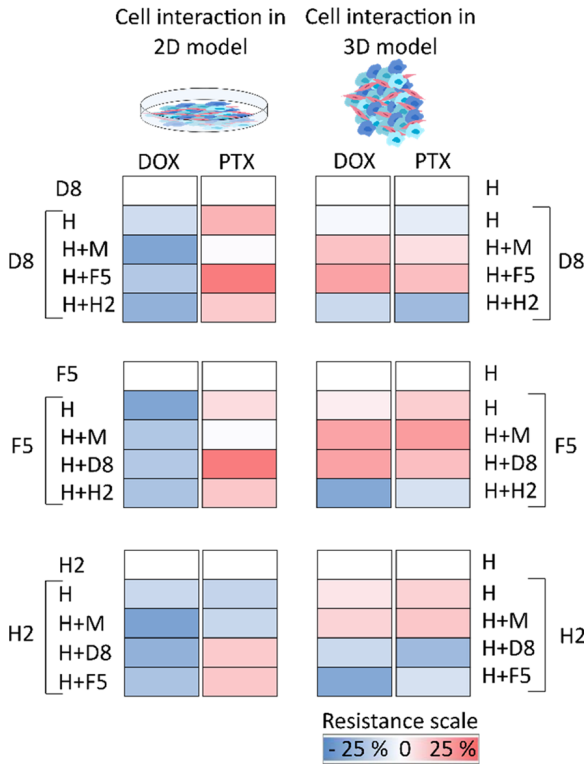 Cell interaction in
2D model
Cell interaction in
3D model
DOX PTX DOX PTX
D8 H
H H
H+M H+M
D8 D8
H+F5 H+F5
H+H2 H+H2
F5 H
H H
H+M H+M
F5 F5
H+D8 H+D8
H+H2 H+H2
H2 H
H H
H+M H+M
H2 H2
H+D8 H+D8
H+F5 H+F5
Resistance scale
- 25 % 0 25 %